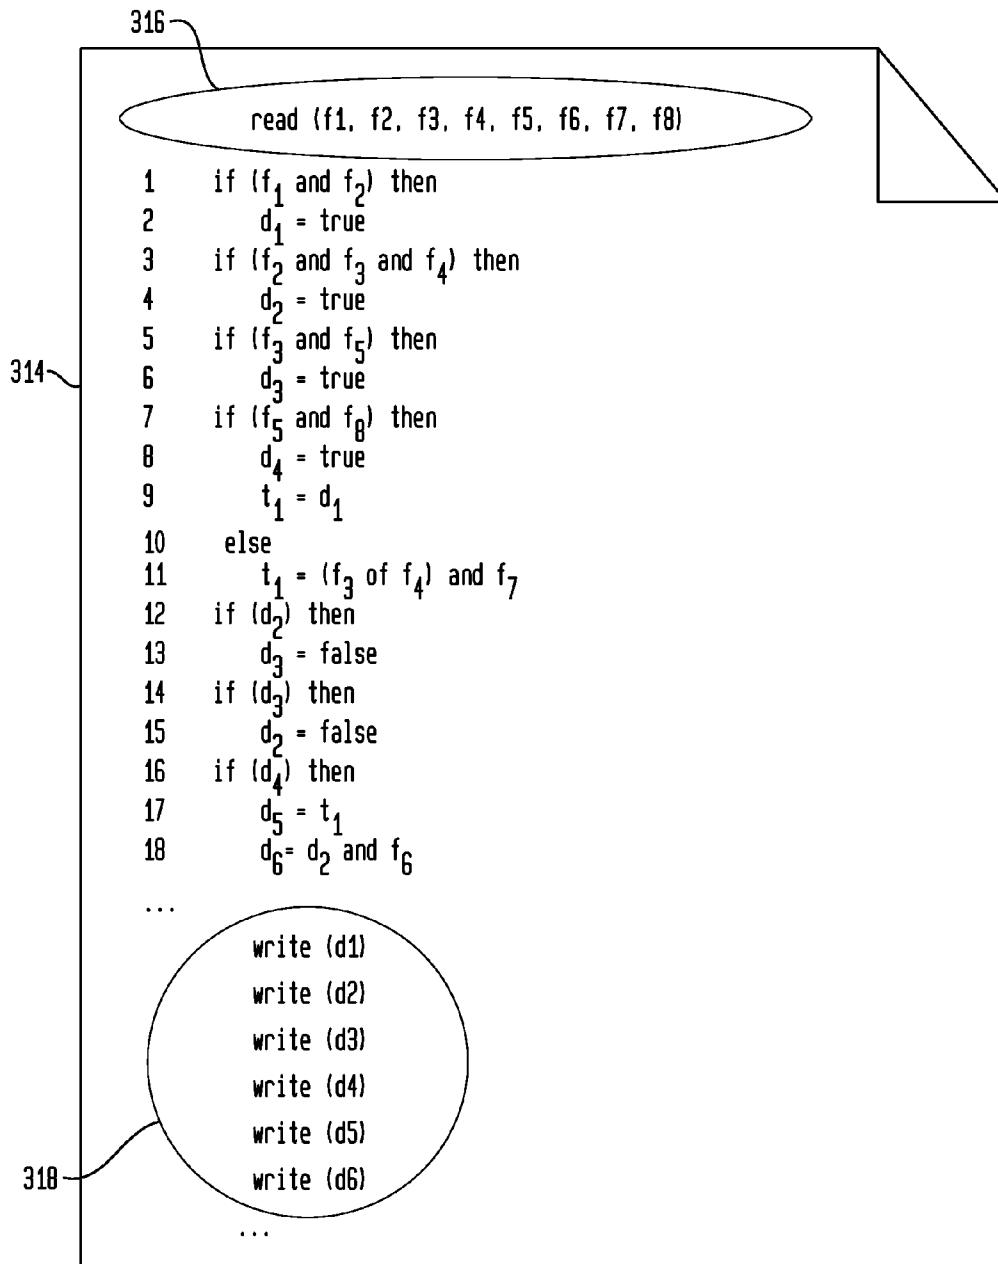 316
read (f1, f2, f3, f4, f5, f6, f7, f8)
1 if (f1 and f2) then
2 d1 = true
3 if (f2 and f3 and f4) then
4 d2 = true
5 if (f3 and f5) then
314
6 d3 = true
7 if (f5 and f8) then
8 d4 = true
9 t1 = d1
10 else
11 t1 = (f3 of f4) and f7
12 if (d2) then
13 d3 = false
14 if (d3) then
15 d2 = false
16 if (d4) then
17 d5 = t1
18 d6= d2 and f6
...
write (d1)
write (d2)
write (d3)
write (d4)
write (d5)
318
write (d6)
...